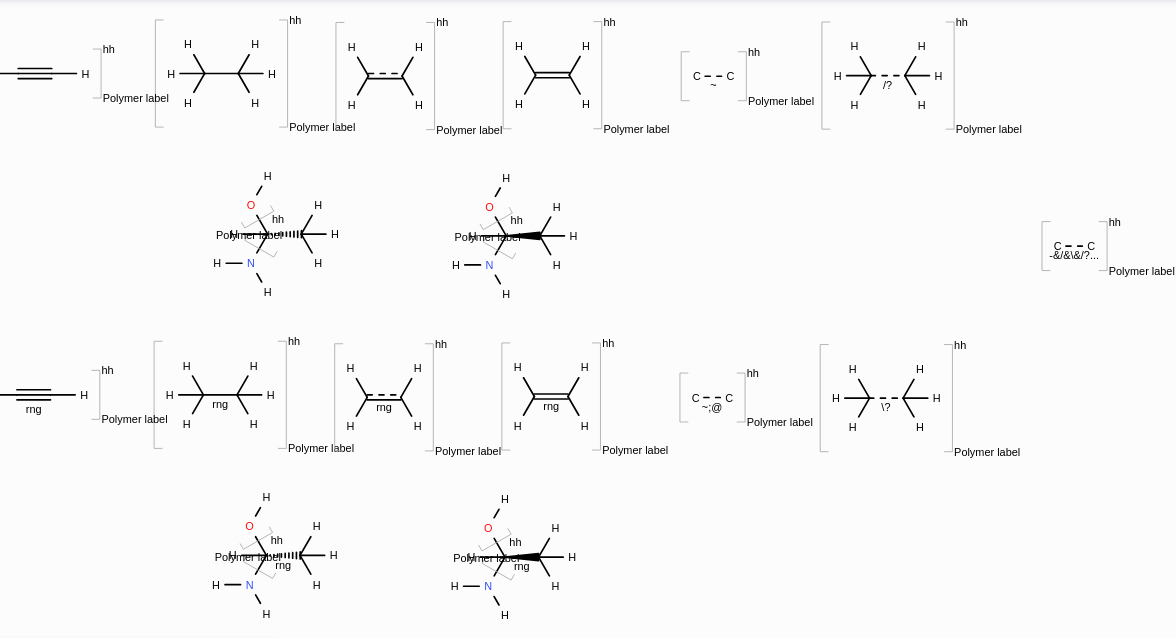 hh hh hh hh hh
H H H H H H H H
H H H H C C H H
~ /?
H H H H H H H H
Polymer label Polymer label Polymer label Polymer label Polymer label Polymer label
H H
O H O H
hh hh hh
Polymer label H H Polymer label H H C C
-&/&\&/?...
H N H H N H Polymer label
H H
hh hh hh hh hh hh
H H H H H H H H
H H H C C H H
rng rng rng rng ~;@ \?
Polymer label H H H H H H H H Polymer label
Polymer label Polymer label Polymer label Polymer label
H H
O H O H
hh hh
Polymer label H H Polymer label H H
rng rng
H N H H N H
H H